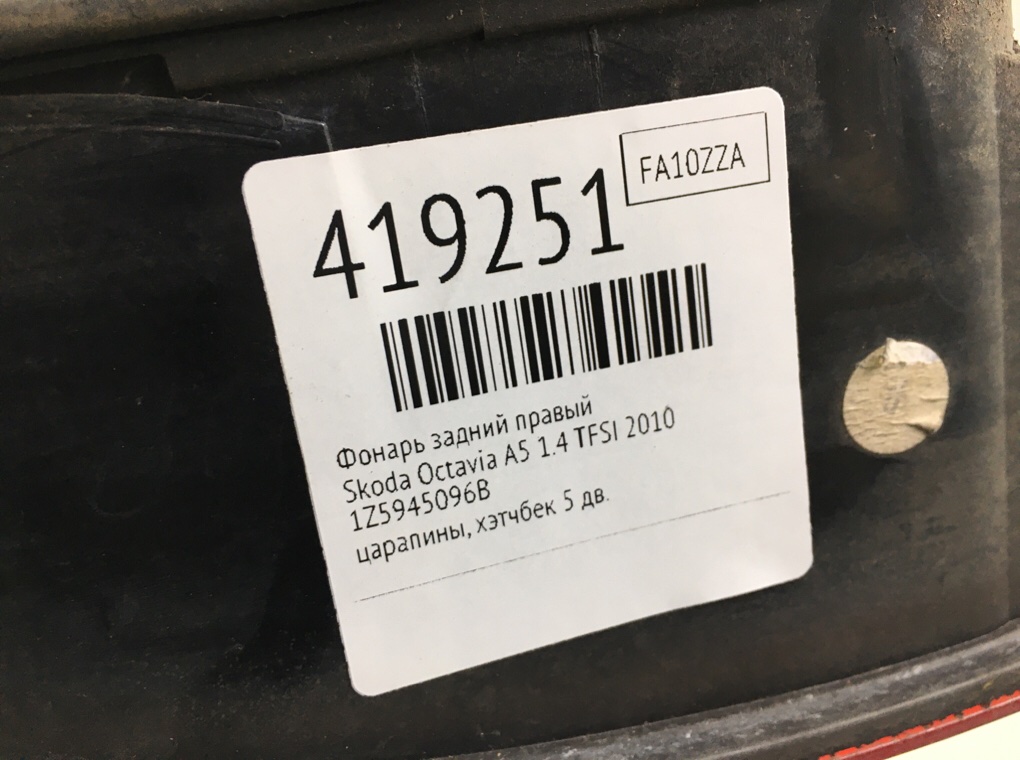 FA10ZZA
419251
Фонарь задний правый
Skoda Octavia A5 1.4 TFSI 2010
1Z5945096B
царапины, хэтчбек 5 дв.